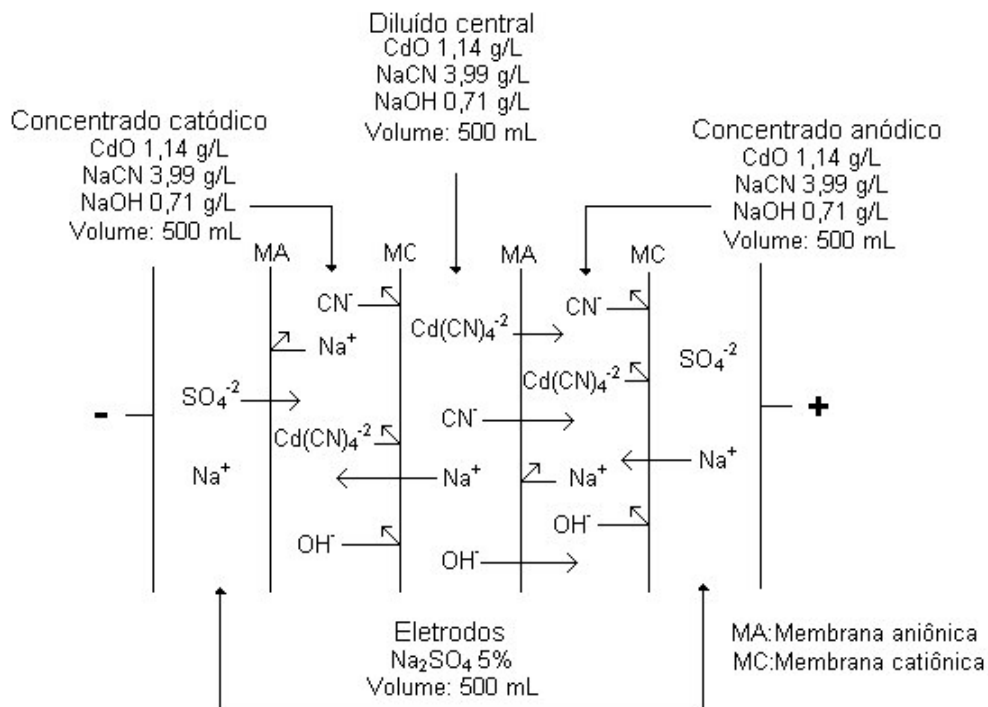 Diluído central
CdO 1,14 g/L
NaCN 3,99 g/L
NaOH 0,71 g/L
Volume: 500 mL
Concentrado catódico
CdO 1,14 g/L
NaCN 3,99 g/L
NaOH 0,71 g/L
Volume: 500 mL
Concentrado anódico
CdO 1,14 g/L
NaCN 3,99 g/L
NaOH 0,71 g/L
Volume: 500 mL
MA MC MA MC
CN⁻ CN⁻
Cd(CN)₄⁻²
Na⁺
SO₄⁻²
Cd(CN)₄⁻²
SO₄⁻²
- +
CN⁻
Cd(CN)₄⁻²
Na⁺ Na⁺ Na⁺ Na⁺
OH⁻ OH⁻
OH⁻
Eletrodos
Na₂SO₄ 5%
Volume: 500 mL
MA:Membrana aniônica
MC:Membrana catiônica